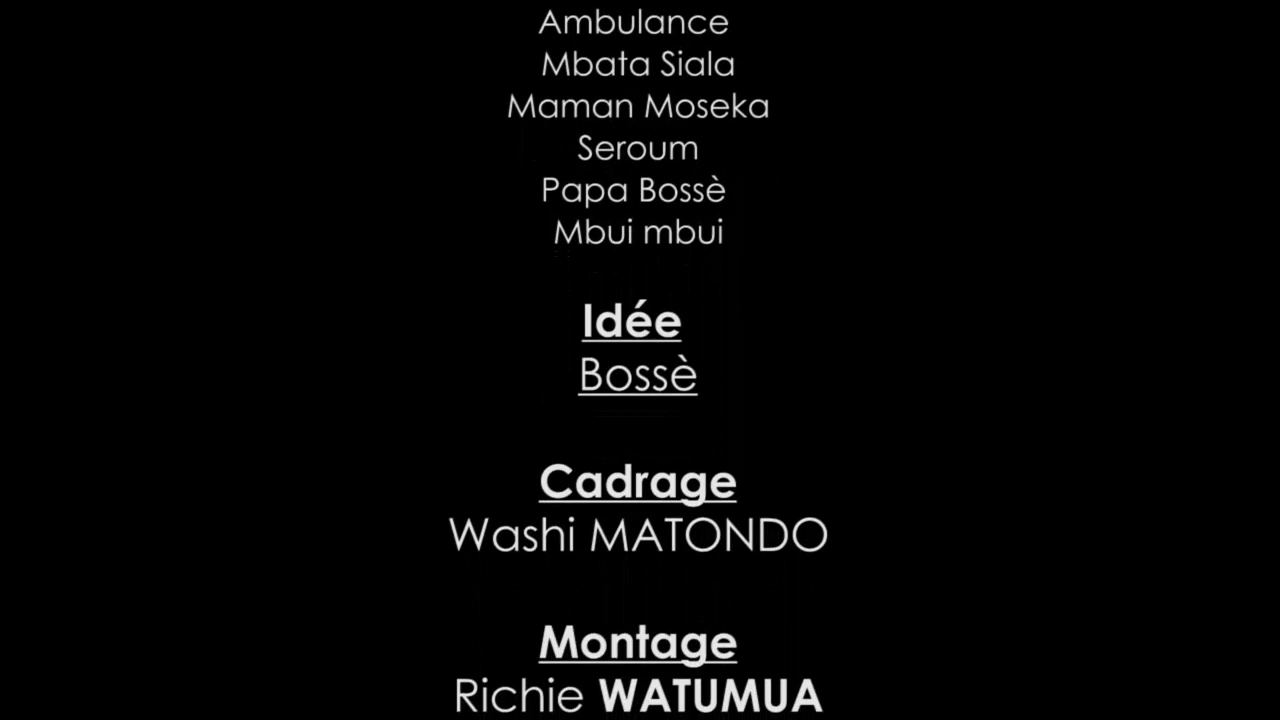 Ambulance
Mbata Siala
Maman Moseka
Seroum
Papa Bossè
Mbui mbui
Idée
Bossè
Cadrage
Washi MATONDO
Montage
Richie WATUMUA